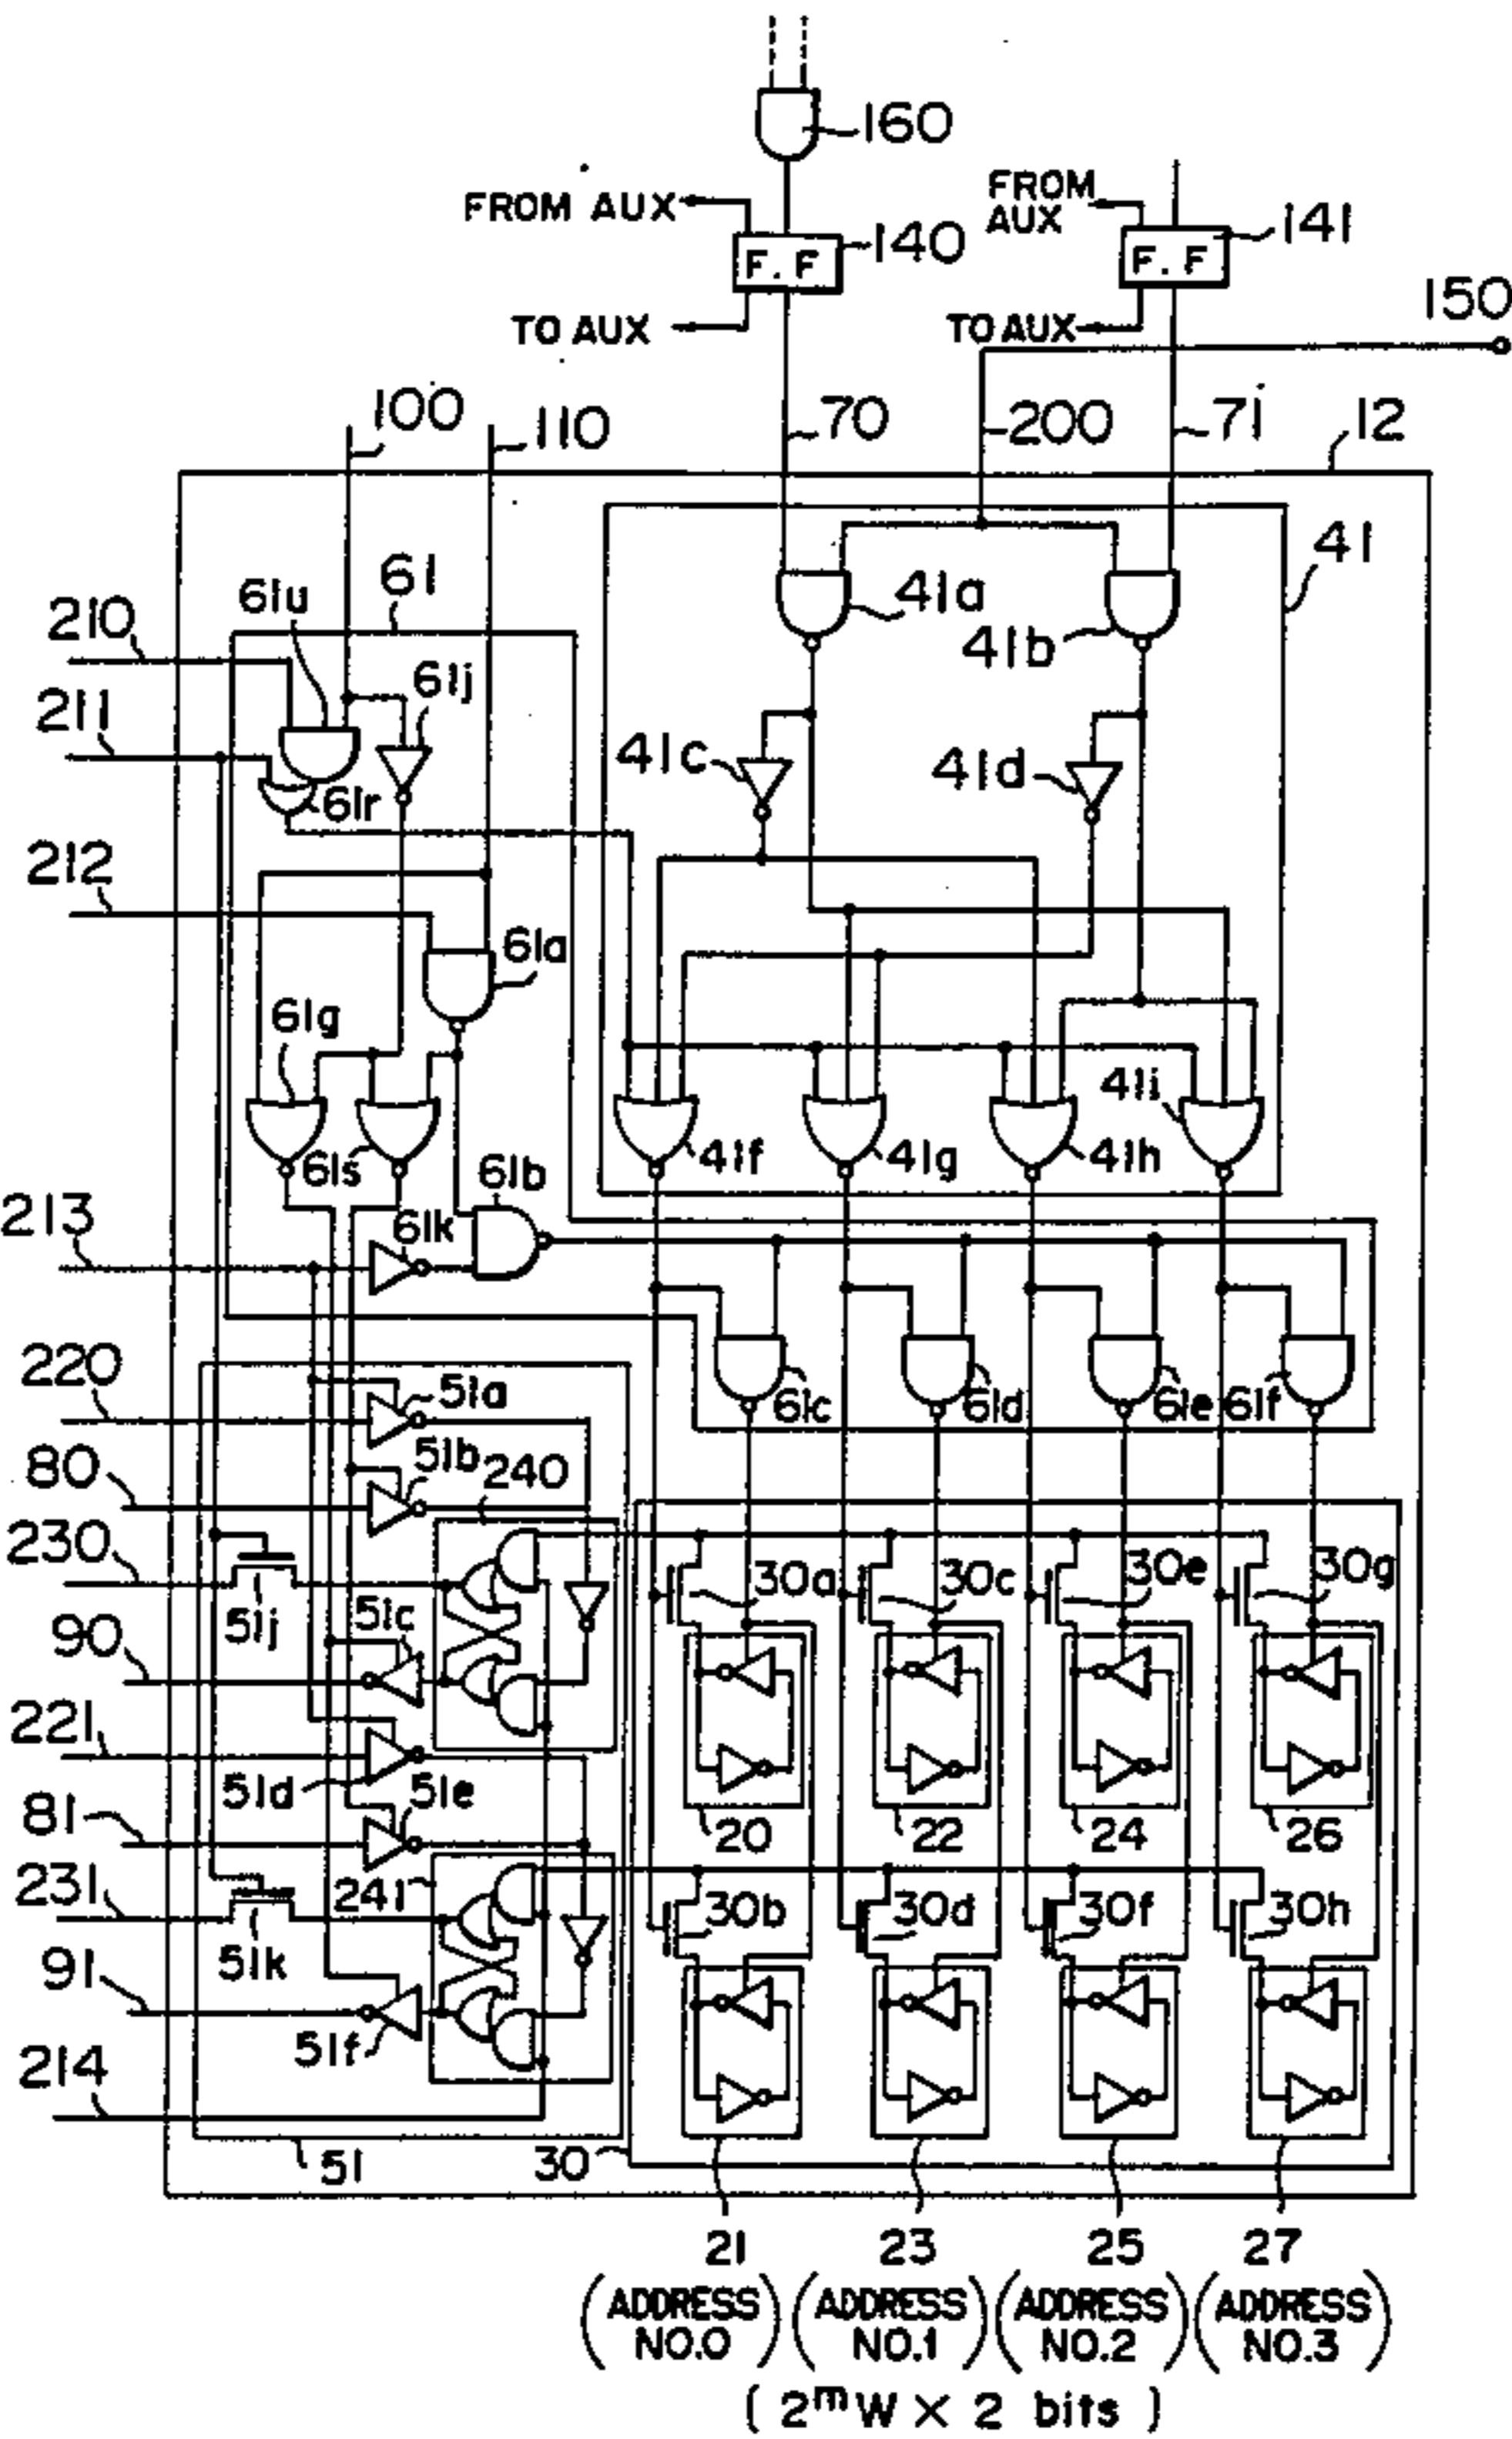 160
FROM AUX
FROM
AUX
140
141
F. F
F. F
150
TO AUX
TO AUX
100
110
70
200
71
12
61
41
61u
41a
210
41b
61j
211
41c
41d
61r
212
61a
61g
41i
61s
41f
41g
41h
61b
213
61k
220
51a
61c
61d
61e
61f
51b
240
80
230
30a
30c
30e
30g
51c
51j
90
221
51d
51e
20
22
24
26
81
241
231
30b
30d
30f
30h
51k
91
51f
214
51
30
21
23
25
27
(ADDRESS NO.0)
(ADDRESS NO.1)
(ADDRESS NO.2)
(ADDRESS NO.3)
( 2ᵐW × 2 bits )